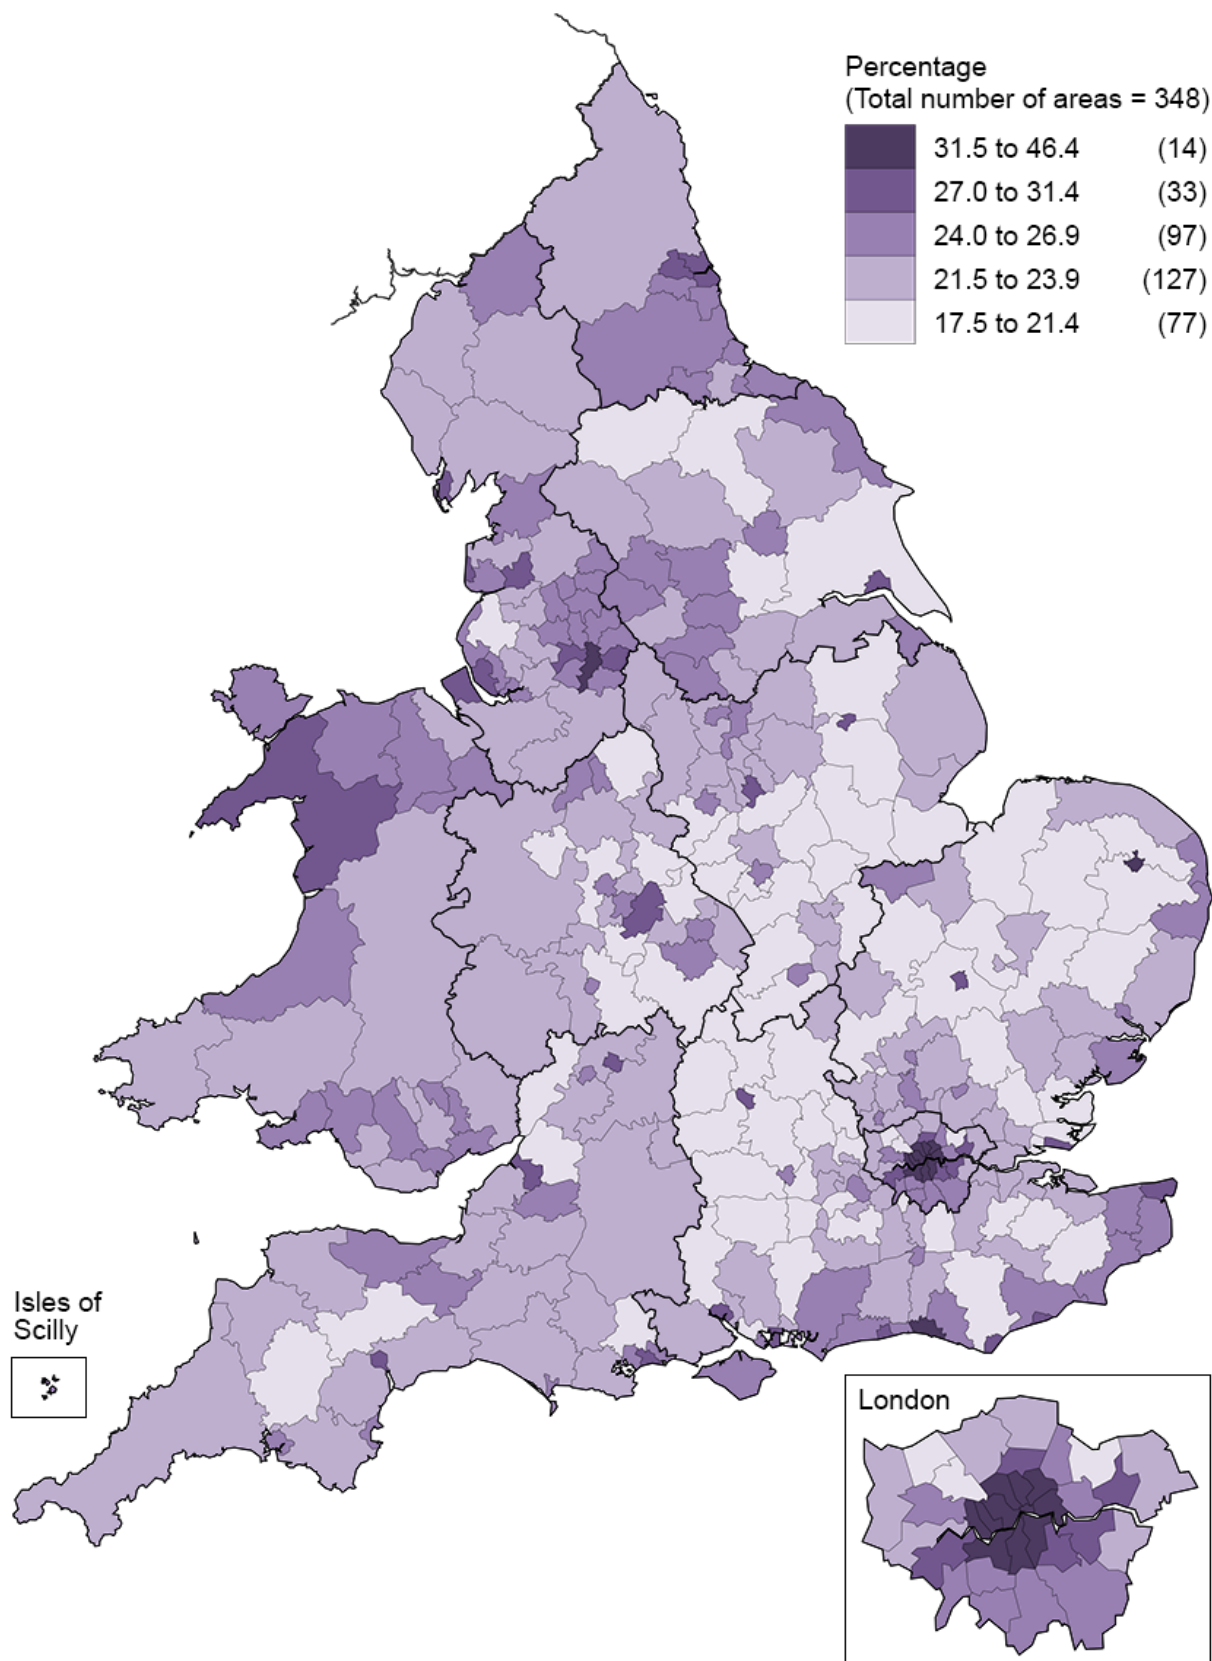 Percentage
(Total number of areas = 348)
31.5 to 46.4 (14)
27.0 to 31.4 (33)
24.0 to 26.9 (97)
21.5 to 23.9 (127)
17.5 to 21.4 (77)
Isles of
Scilly
London